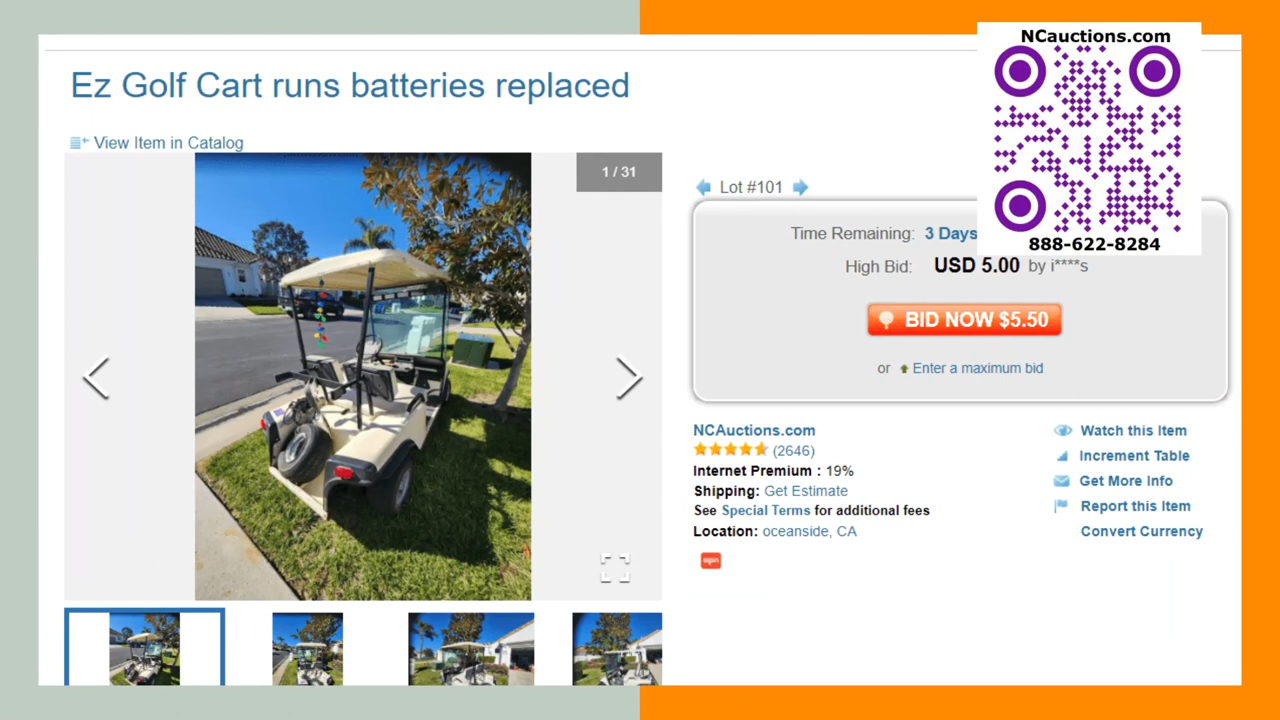 NCauctions.com
Ez Golf Cart runs batteries replaced
View Item in Catalog
1 / 31
Lot #101
Time Remaining: 3 Days
888-622-8284
High Bid: USD 5.00 by i****s
BID NOW $5.50
or Enter a maximum bid
NCAuctions.com
(2646)
Internet Premium : 19%
Shipping: Get Estimate
See Special Terms for additional fees
Location: oceanside, CA
Watch this Item
Increment Table
Get More Info
Report this Item
Convert Currency